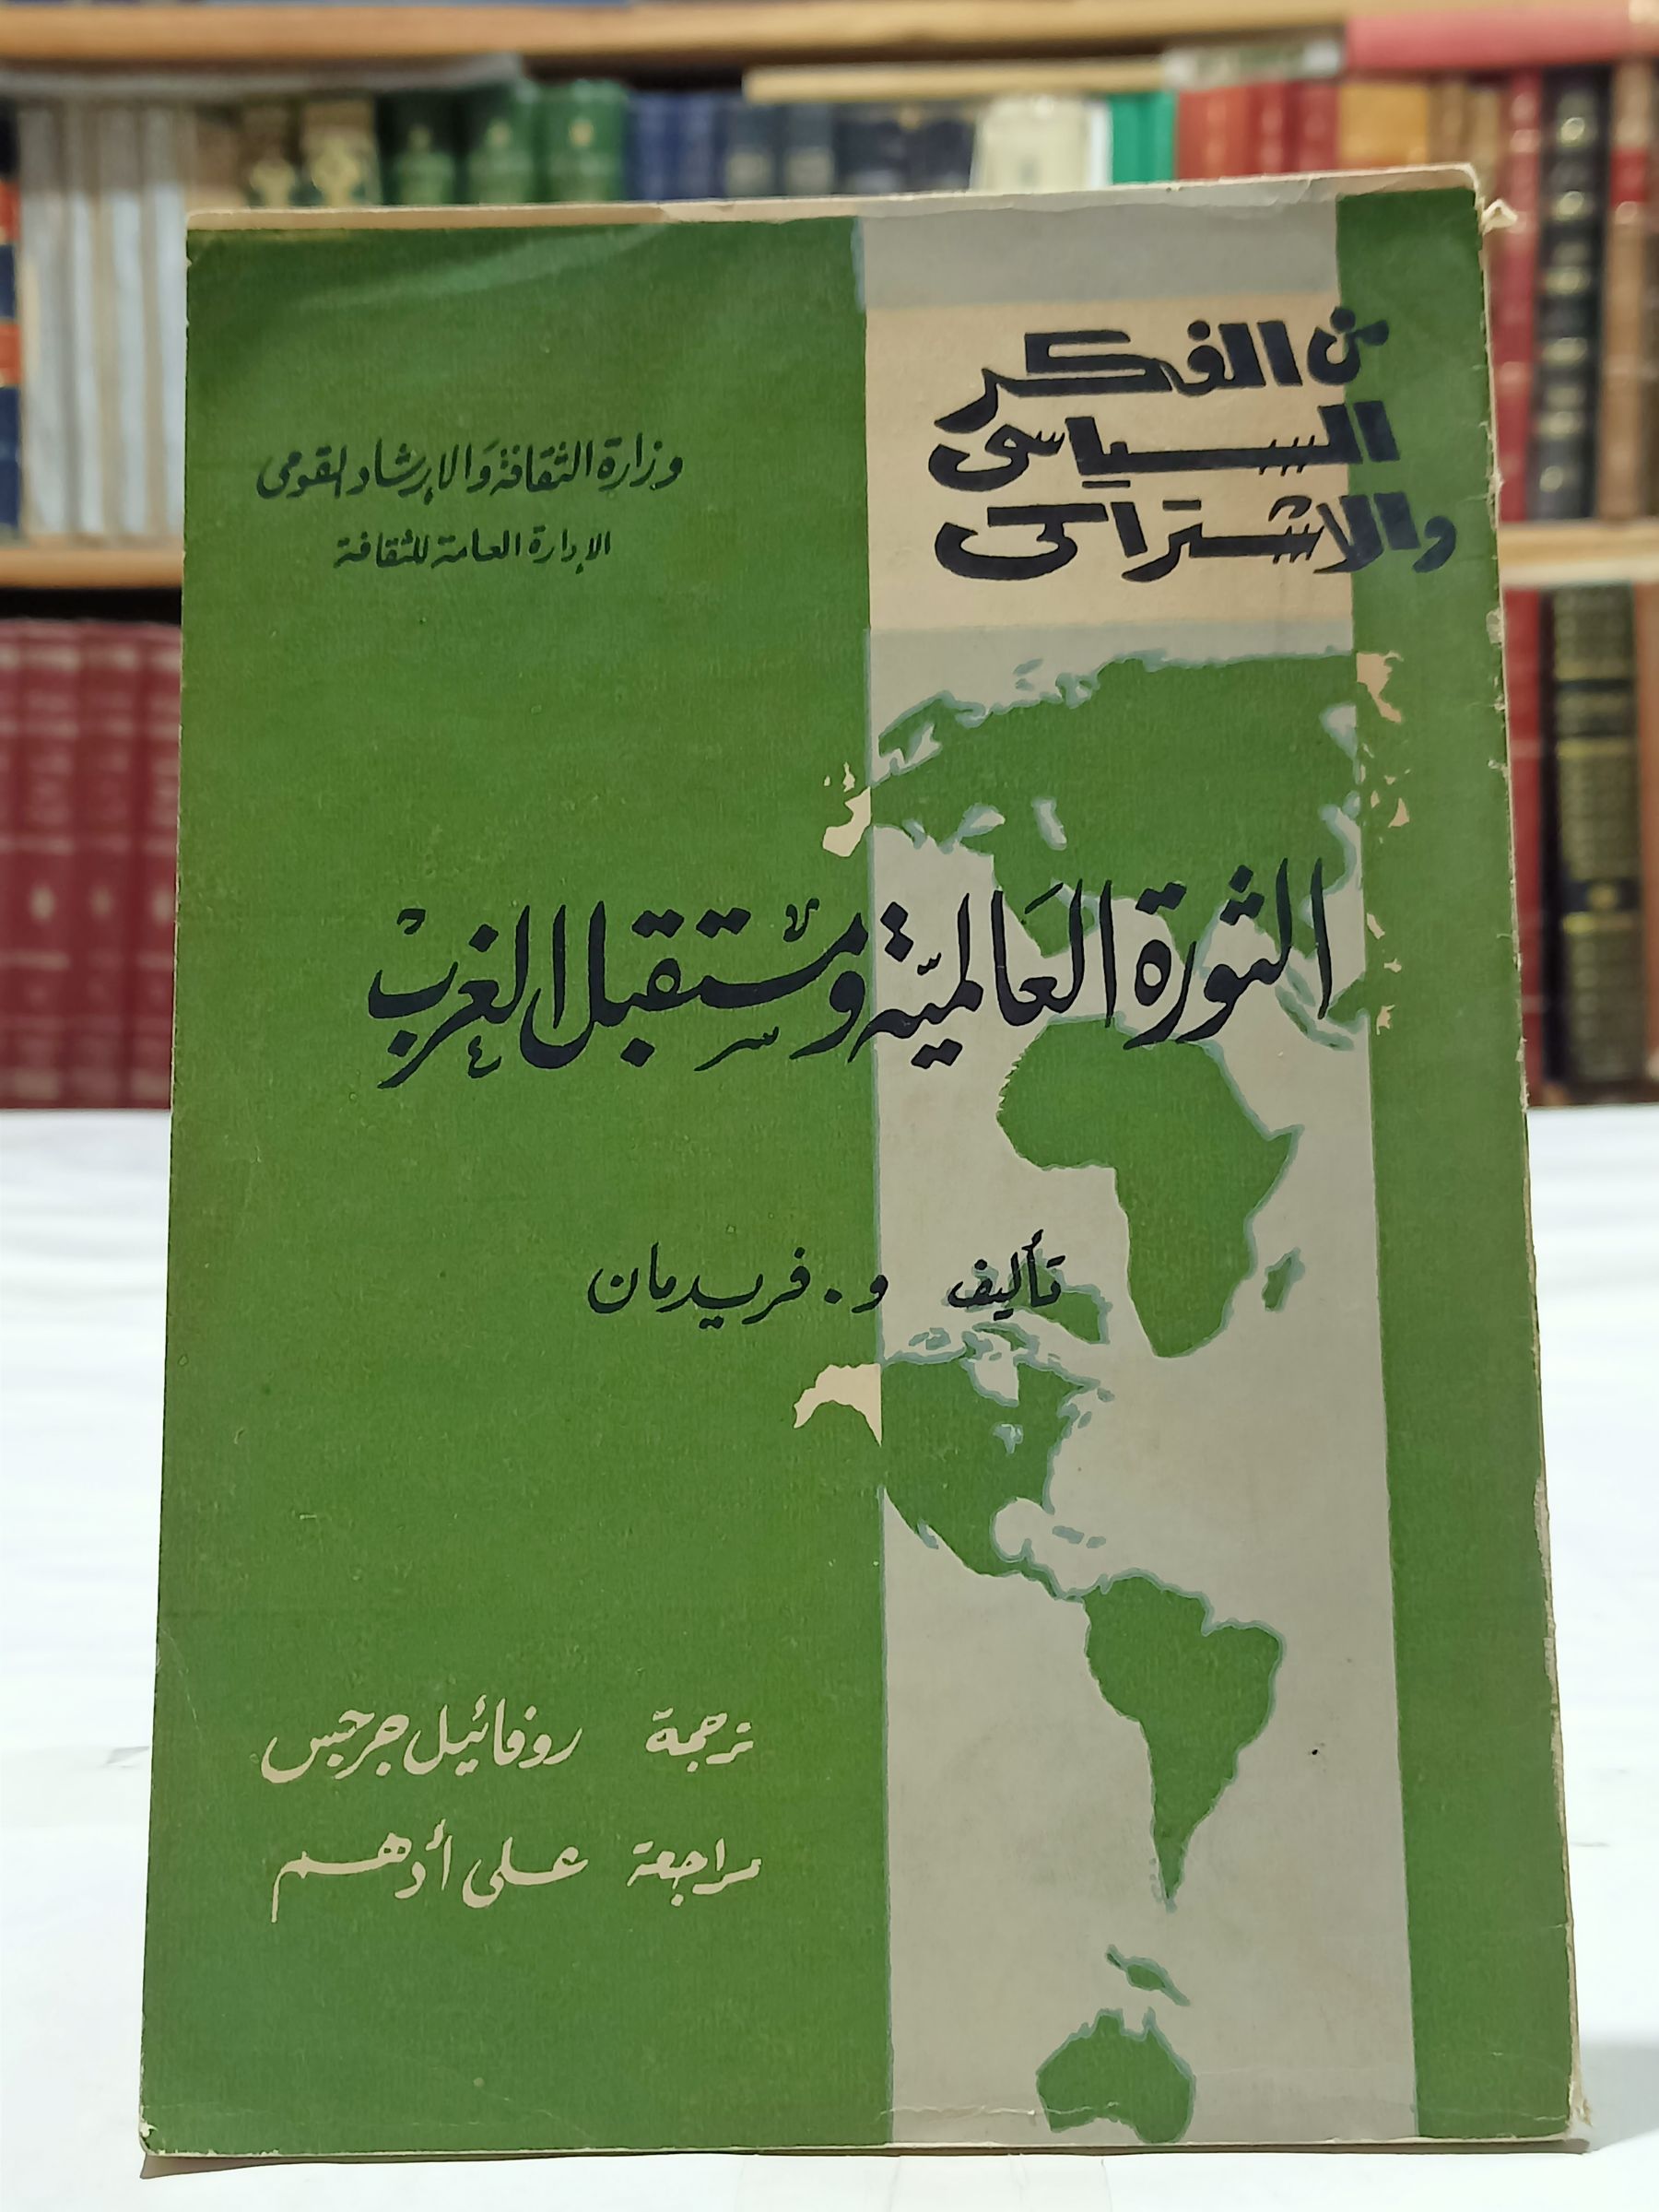 من الفكر
السياسى
والاشتراكى
وزارة الثقافة والإرشاد القومى
الإدارة العامة للثقافة
الثورة العالمية ومستقبل الغرب
تأليف و. فريدمان
ترجمة روفائيل جرجس
مراجعة على أدهم